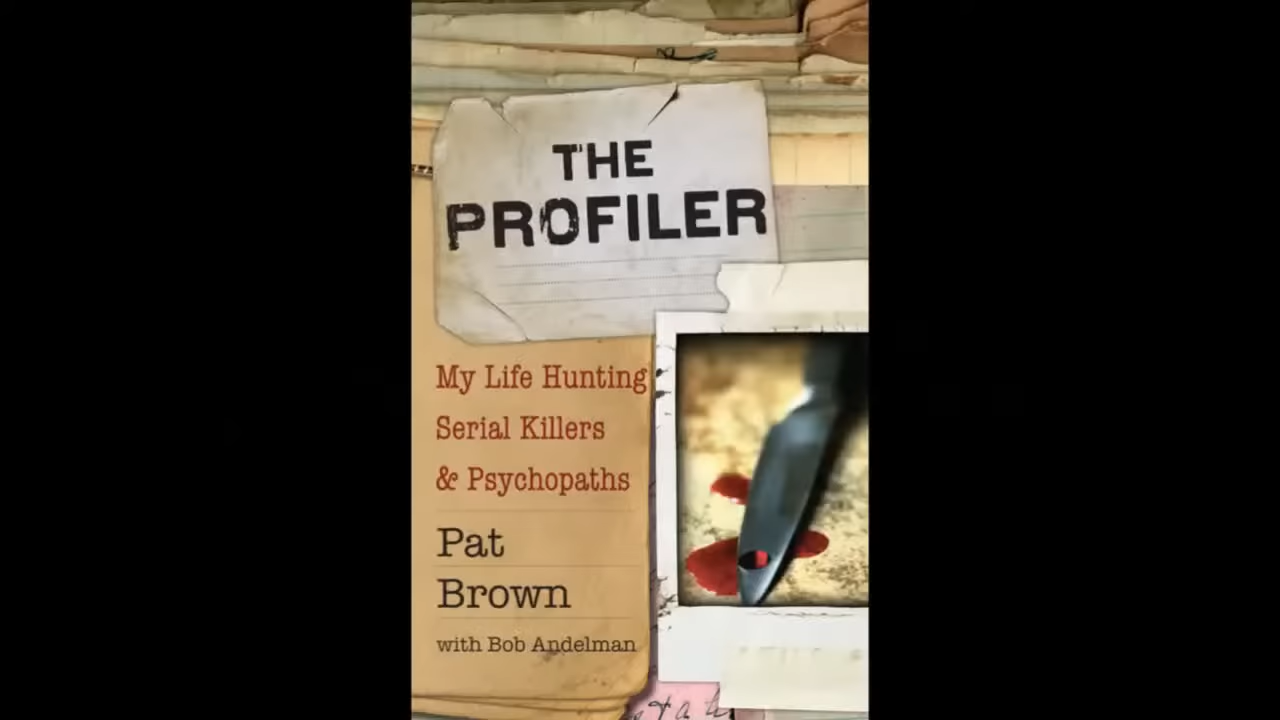 THE
PROFILER
My Life Hunting
Serial Killers
& Psychopaths
Pat
Brown
with Bob Andelman